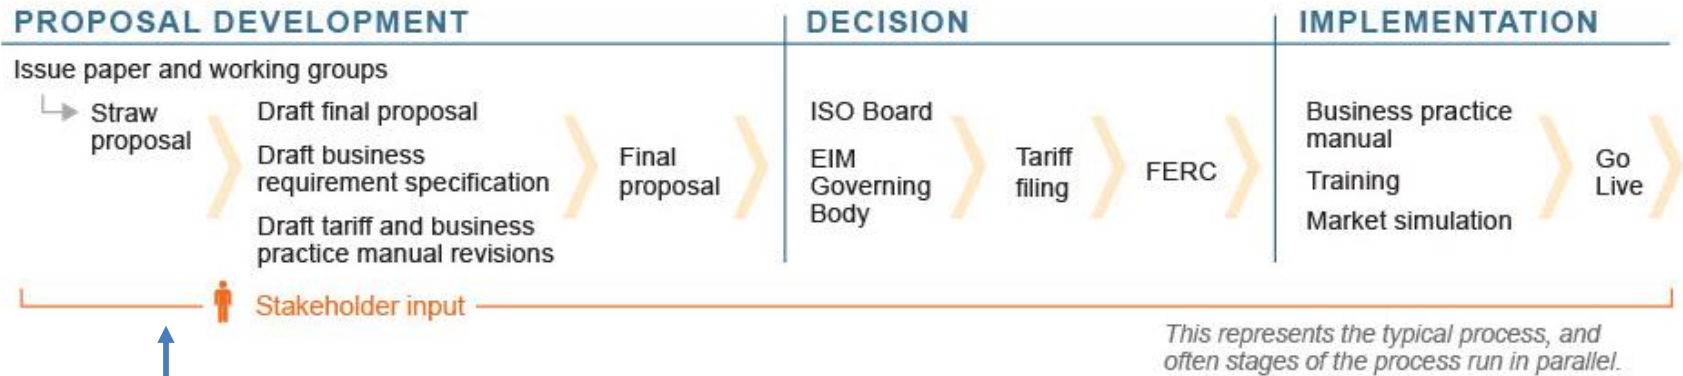 PROPOSAL DEVELOPMENT
Issue paper and working groups
Straw
proposal
Draft final proposal
Draft business
requirement specification
Draft tariff and business
practice manual revisions
Final
proposal
DECISION
ISO Board
EIM
Governing
Body
Tariff
filing
FERC
IMPLEMENTATION
Business practice
manual
Training
Market simulation
Go
Live
Stakeholder input
This represents the typical process, and
often stages of the process run in parallel.